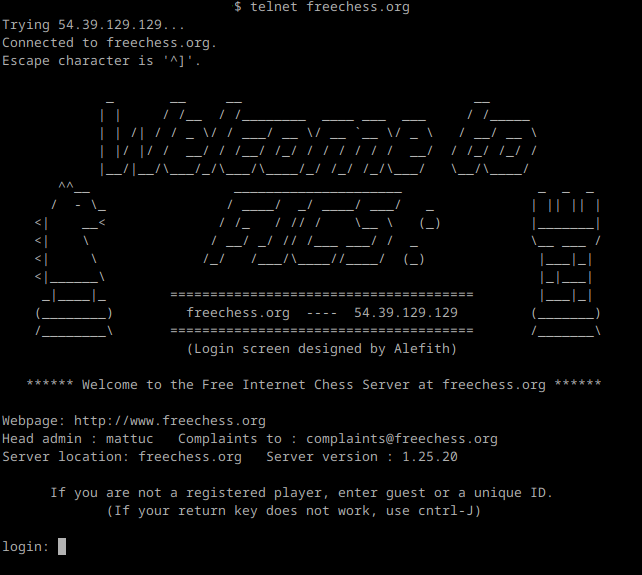 $ telnet freechess.org
Trying 54.39.129.129...
Connected to freechess.org.
Escape character is '^]'.
Welcome to
FICS:
freechess.org ---- 54.39.129.129
(Login screen designed by Alefith)
****** Welcome to the Free Internet Chess Server at freechess.org ******
Webpage: http://www.freechess.org
Head admin : mattuc Complaints to : complaints@freechess.org
Server location: freechess.org Server version : 1.25.20
If you are not a registered player, enter guest or a unique ID.
(If your return key does not work, use cntrl-J)
login: